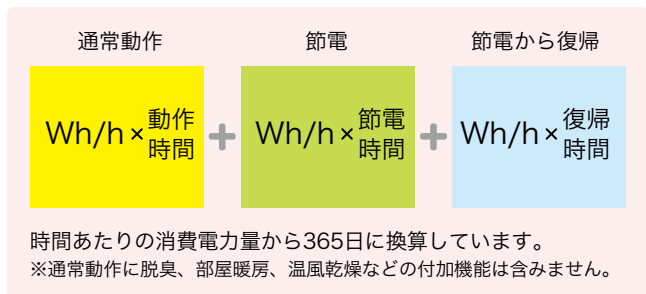 通常動作 節電 節電から復帰
Wh/h×動作時間 + Wh/h×節電時間 + Wh/h×復帰時間
時間あたりの消費電力量から365日に換算しています。
※通常動作に脱臭、部屋暖房、温風乾燥などの付加機能は含みません。